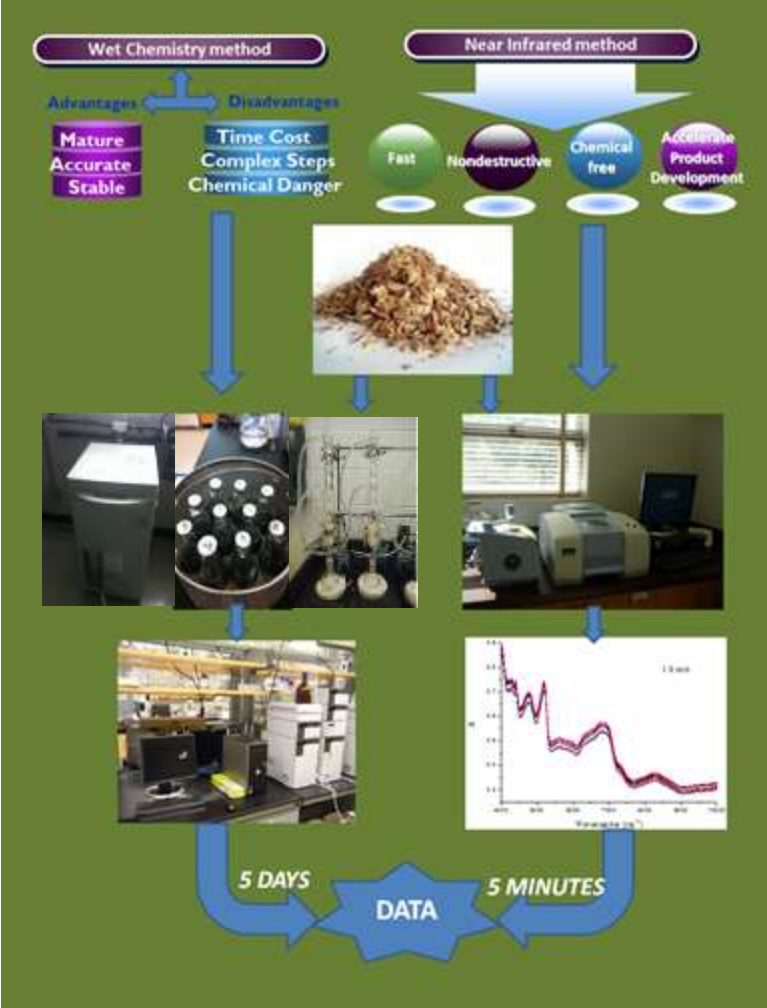 Wet Chemistry method
Near Infrared method
Advantages
Disadvantages
Mature
Accurate
Stable
Time Cost
Complex Steps
Chemical Danger
Fast
Nondestructive
Chemical
free
Accelerate
Product
Development
5 DAYS
5 MINUTES
DATA